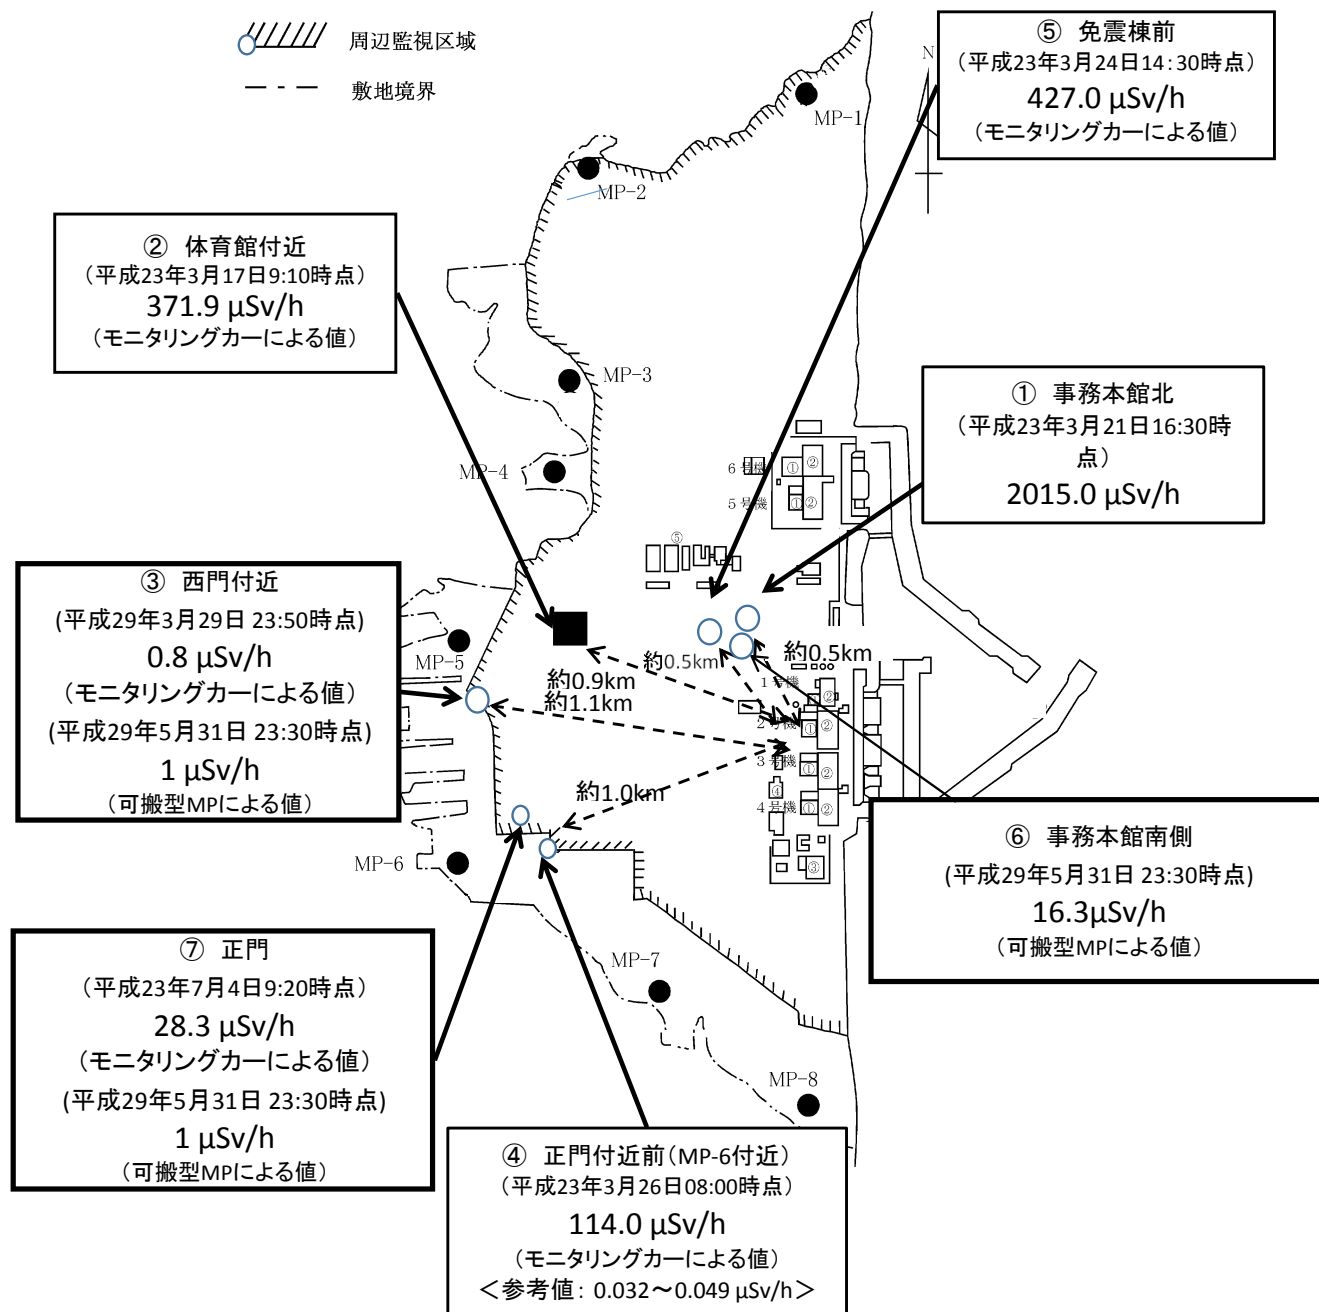 周辺監視区域
敷地境界
⑤ 免震棟前
（平成23年3月24日14：30時点）
427.0 µSv/h
（モニタリングカーによる値）
N
MP-1
MP-2
② 体育館付近
（平成23年3月17日9:10時点）
371.9 µSv/h
（モニタリングカーによる値）
MP-3
① 事務本館北
（平成23年3月21日16:30時
点）
2015.0 µSv/h
MP-4
６号機
① ②
５号機
① ②
⑤
③ 西門付近
(平成29年3月29日 23:50時点)
0.8 µSv/h
（モニタリングカーによる値）
(平成29年5月31日 23:30時点)
1 µSv/h
（可搬型MPによる値）
MP-5
約0.5km
約0.5km
約0.9km
約1.1km
１号機
②
２号機
① ②
３号機
① ②
④
約1.0km
４号機
① ②
③
MP-6
⑥ 事務本館南側
(平成29年5月31日 23:30時点)
16.3µSv/h
（可搬型MPによる値）
⑦ 正門
（平成23年7月4日9:20時点）
28.3 µSv/h
（モニタリングカーによる値）
(平成29年5月31日 23:30時点)
1 µSv/h
（可搬型MPによる値）
MP-7
MP-8
④ 正門付近前（MP-6付近）
（平成23年3月26日08:00時点）
114.0 µSv/h
（モニタリングカーによる値）
＜参考値：0.032～0.049 µSv/h＞